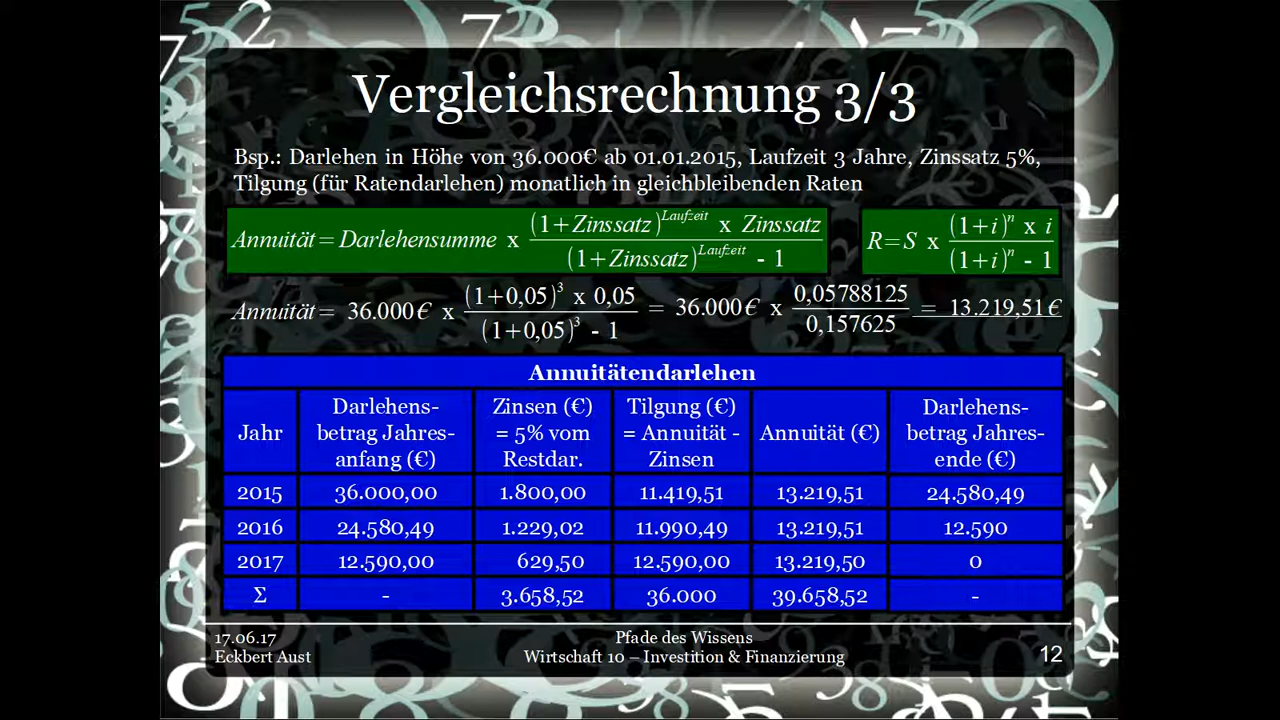 Vergleichsrechnung 3/3
Bsp.: Darlehen in Höhe von 36.000€ ab 01.01.2015, Laufzeit 3 Jahre, Zinssatz 5%,
Tilgung (für Ratendarlehen) monatlich in gleichbleibenden Raten
Annuität = Darlehensumme x (1+Zinssatz)^Laufzeit x Zinssatz / (1+Zinssatz)^Laufzeit - 1
R=S x (1+i)^n x i / (1+i)^n - 1
Annuität = 36.000€ x (1+0,05)^3 x 0,05 / (1+0,05)^3 - 1 = 36.000€ x 0,05788125 / 0,157625 = 13.219,51€
Annuitätendarlehen
Jahr
Darlehens-
betrag Jahres-
anfang (€)
Zinsen (€)
= 5% vom
Restdar.
Tilgung (€)
= Annuität -
Zinsen
Annuität (€)
Darlehens-
betrag Jahres-
ende (€)
2015 36.000,00 1.800,00 11.419,51 13.219,51 24.580,49
2016 24.580,49 1.229,02 11.990,49 13.219,51 12.590
2017 12.590,00 629,50 12.590,00 13.219,50 0
Σ - 3.658,52 36.000 39.658,52 -
17.06.17
Eckbert Aust
Pfade des Wissens
Wirtschaft 10 – Investition & Finanzierung
12